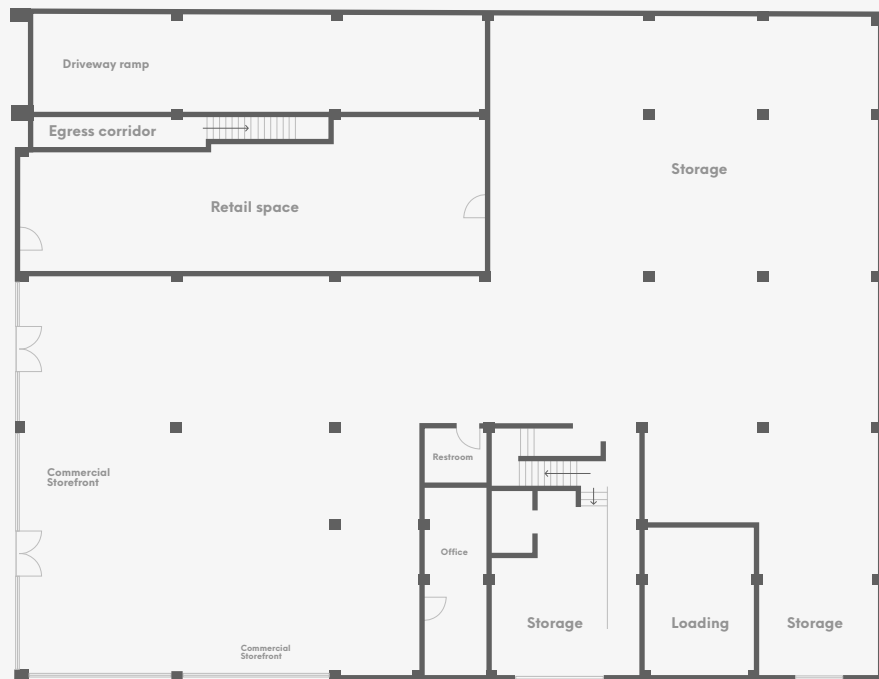 Driveway ramp
Egress corridor
Storage
Retail space
Restroom
Commercial
Storefront
Office
Storage
Loading
Storage
Commercial
Storefront